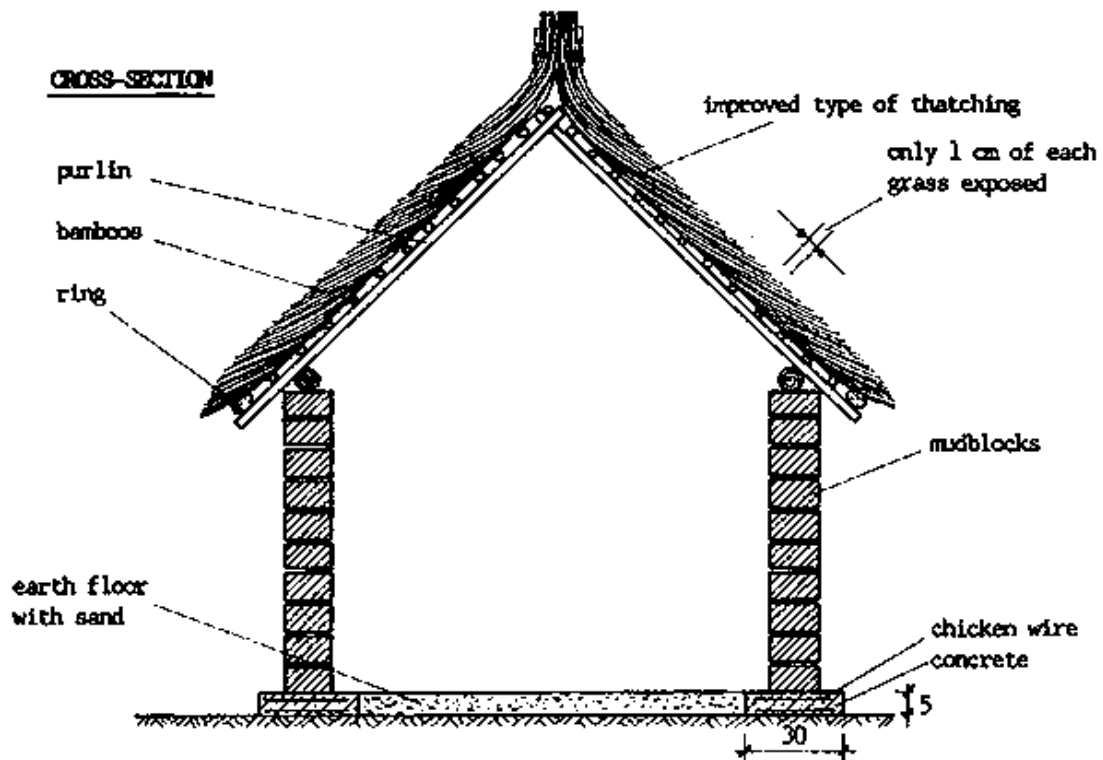 CROSS-SECTION
improved type of thatching
only 1 cm of each
grass exposed
purlin
bamboos
ring
mudblocks
earth floor
with sand
chicken wire
concrete
5
30